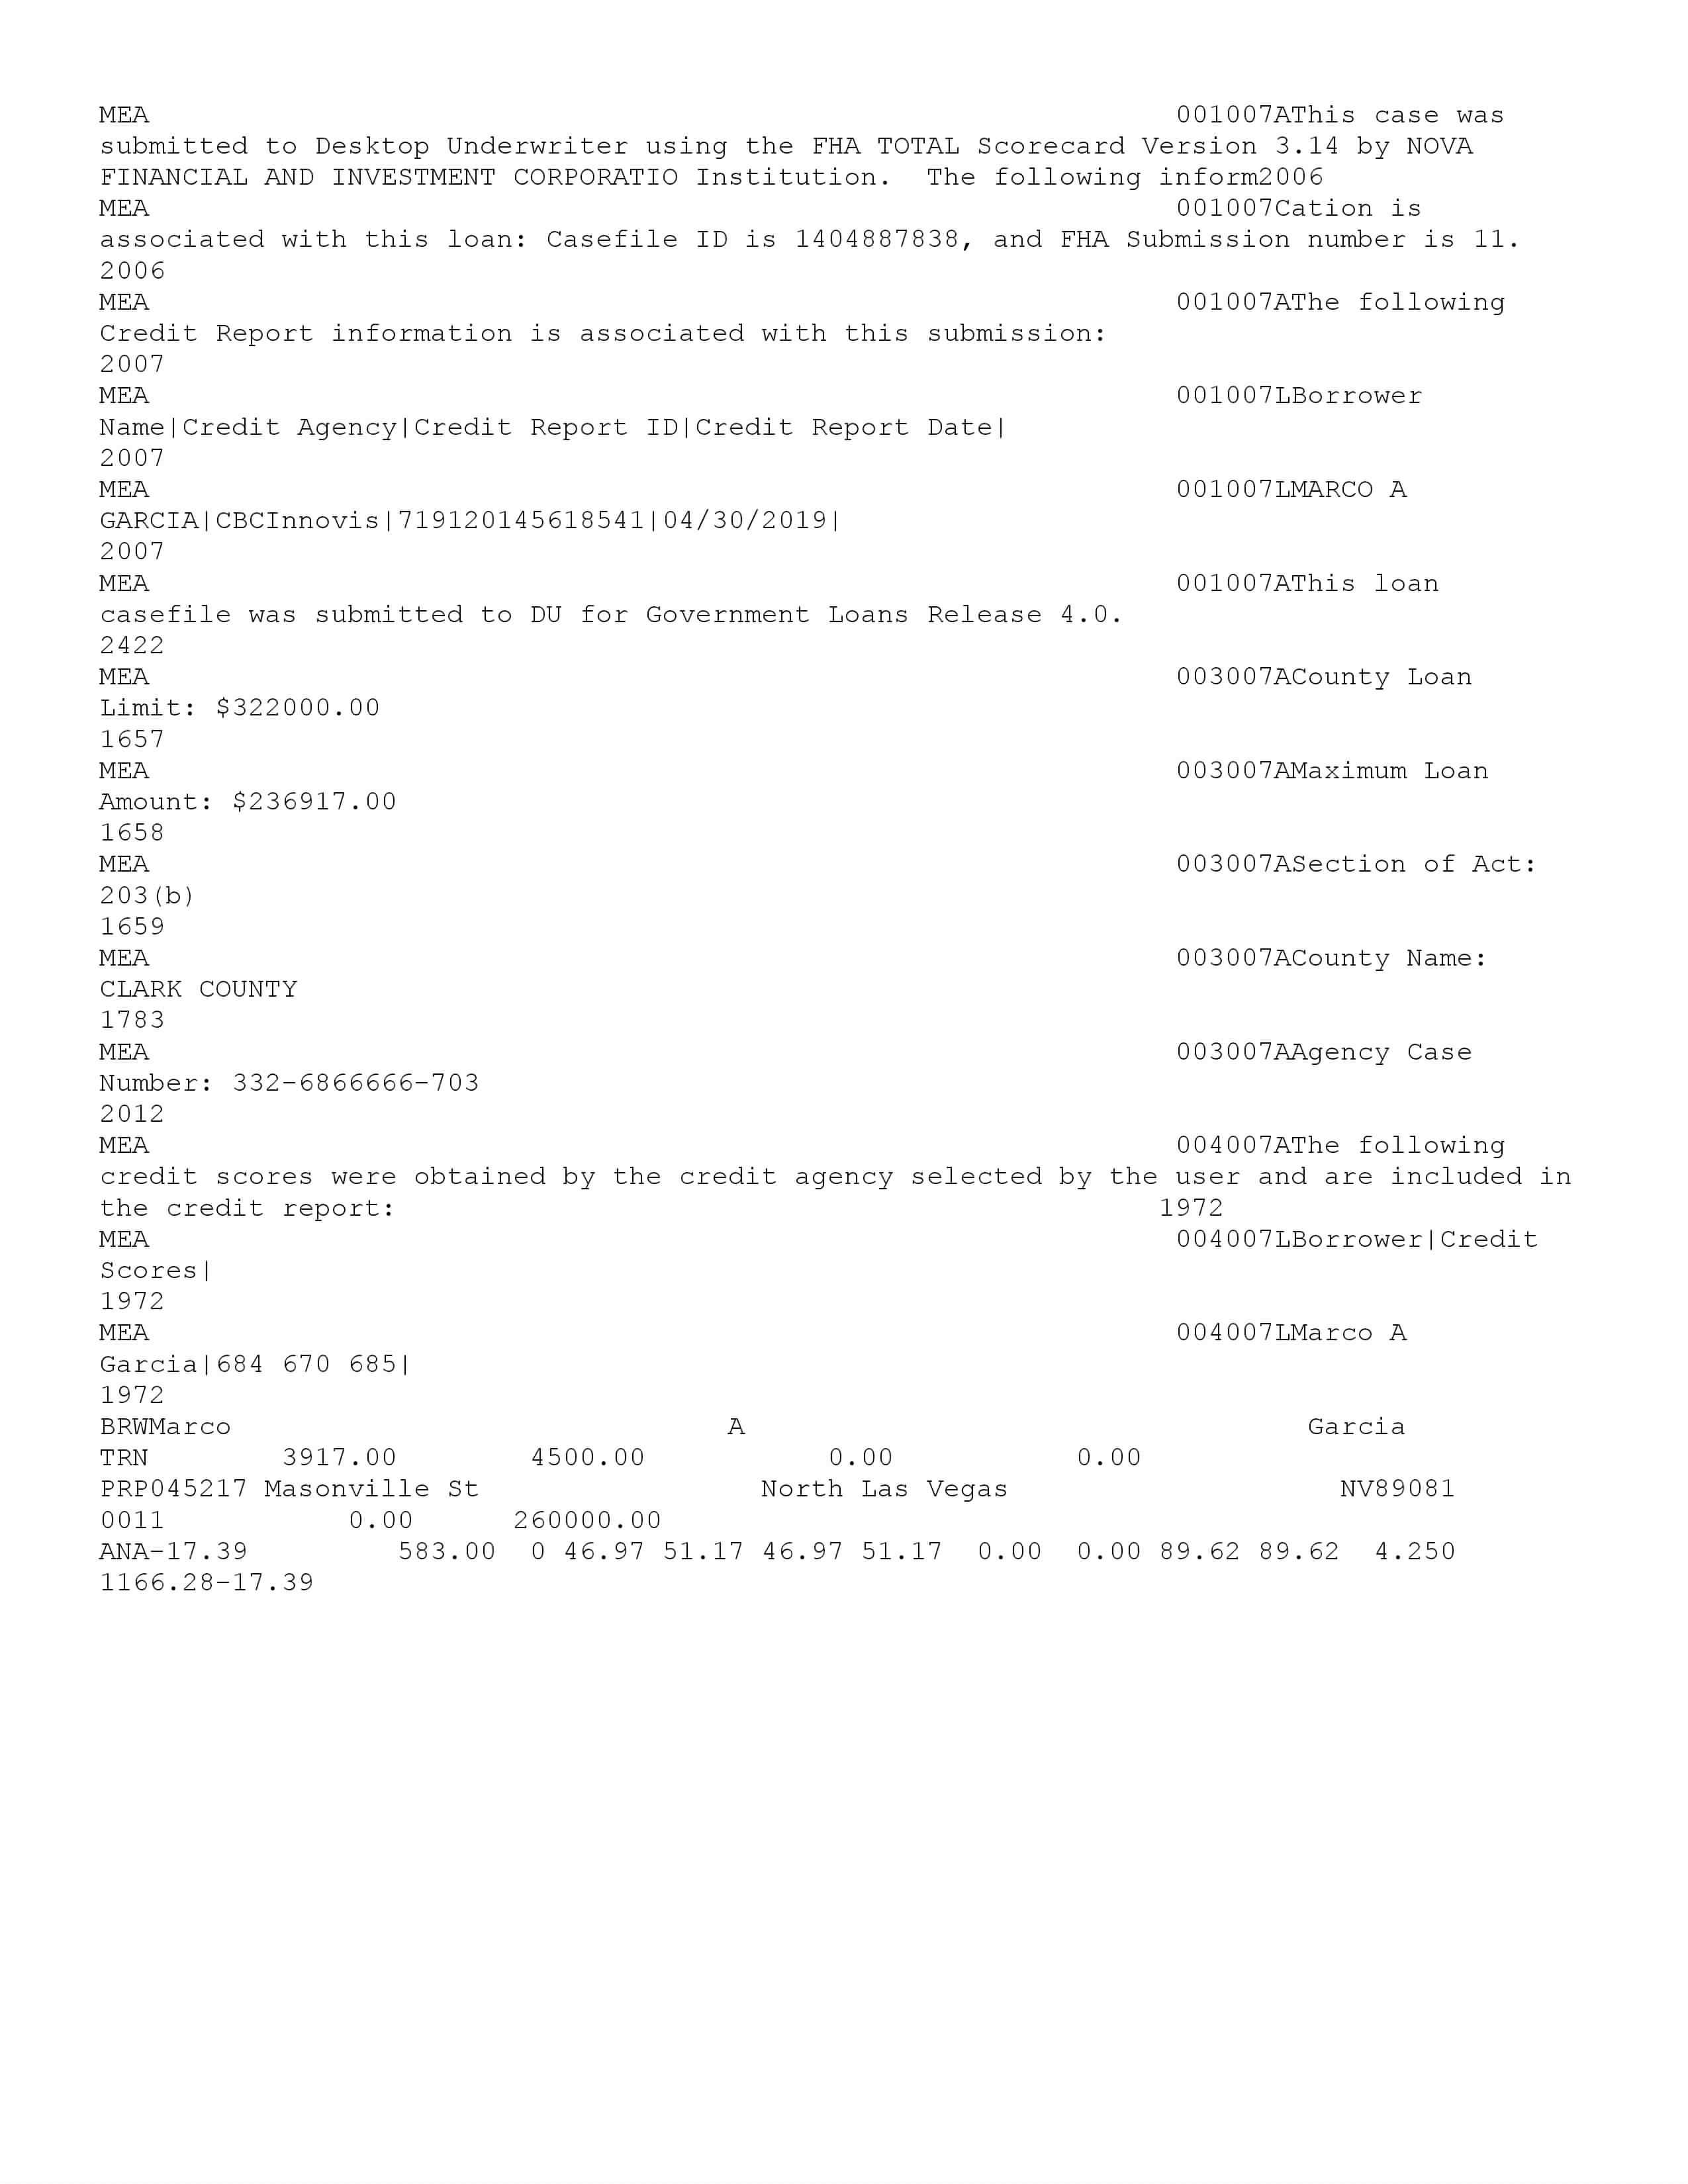 MEA 001007AThis case was
submitted to Desktop Underwriter using the FHA TOTAL Scorecard Version 3.14 by NOVA
FINANCIAL AND INVESTMENT CORPORATIO Institution.  The following inform2006
MEA 001007Cation is
associated with this loan: Casefile ID is 1404887838, and FHA Submission number is 11.
2006
MEA 001007AThe following
Credit Report information is associated with this submission:
2007
MEA 001007LBorrower
Name|Credit Agency|Credit Report ID|Credit Report Date|
2007
MEA 001007LMARCO A
GARCIA|CBCInnovis|719120145618541|04/30/2019|
2007
MEA 001007AThis loan
casefile was submitted to DU for Government Loans Release 4.0.
2422
MEA 003007ACounty Loan
Limit: $322000.00
1657
MEA 003007AMaximum Loan
Amount: $236917.00
1658
MEA 003007ASection of Act:
203(b)
1659
MEA 003007ACounty Name:
CLARK COUNTY
1783
MEA 003007AAgency Case
Number: 332-6866666-703
2012
MEA 004007AThe following
credit scores were obtained by the credit agency selected by the user and are included in
the credit report: 1972
MEA 004007LBorrower|Credit
Scores|
1972
MEA 004007LMarco A
Garcia|684 670 685|
1972
BRWMarco A Garcia
TRN 3917.00 4500.00 0.00 0.00
PRP045217 Masonville St North Las Vegas NV89081
0011 0.00 260000.00
ANA-17.39 583.00 0 46.97 51.17 46.97 51.17 0.00 0.00 89.62 89.62 4.250
1166.28-17.39